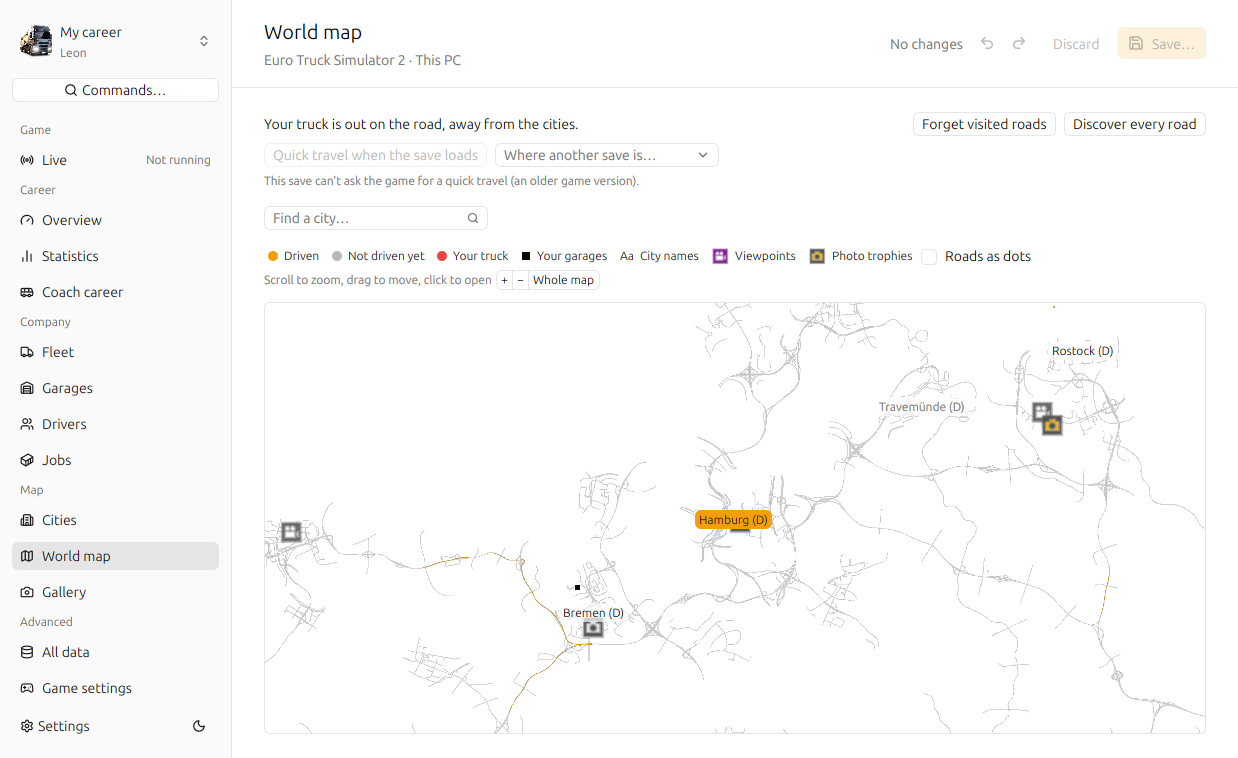 My career
Leon
Commands…
Game
Live
Not running
Career
Overview
Statistics
Coach career
Company
Fleet
Garages
Drivers
Jobs
Map
Cities
World map
Gallery
Advanced
All data
Game settings
Settings
World map
Euro Truck Simulator 2 · This PC
No changes
Discard
Save…
Your truck is out on the road, away from the cities.
Forget visited roads
Discover every road
Quick travel when the save loads
Where another save is…
This save can't ask the game for a quick travel (an older game version).
Find a city…
Driven
Not driven yet
Your truck
Your garages
Aa City names
Viewpoints
Photo trophies
Roads as dots
Scroll to zoom, drag to move, click to open
+
−
Whole map
Rostock (D)
Travemünde (D)
Hamburg (D)
Bremen (D)